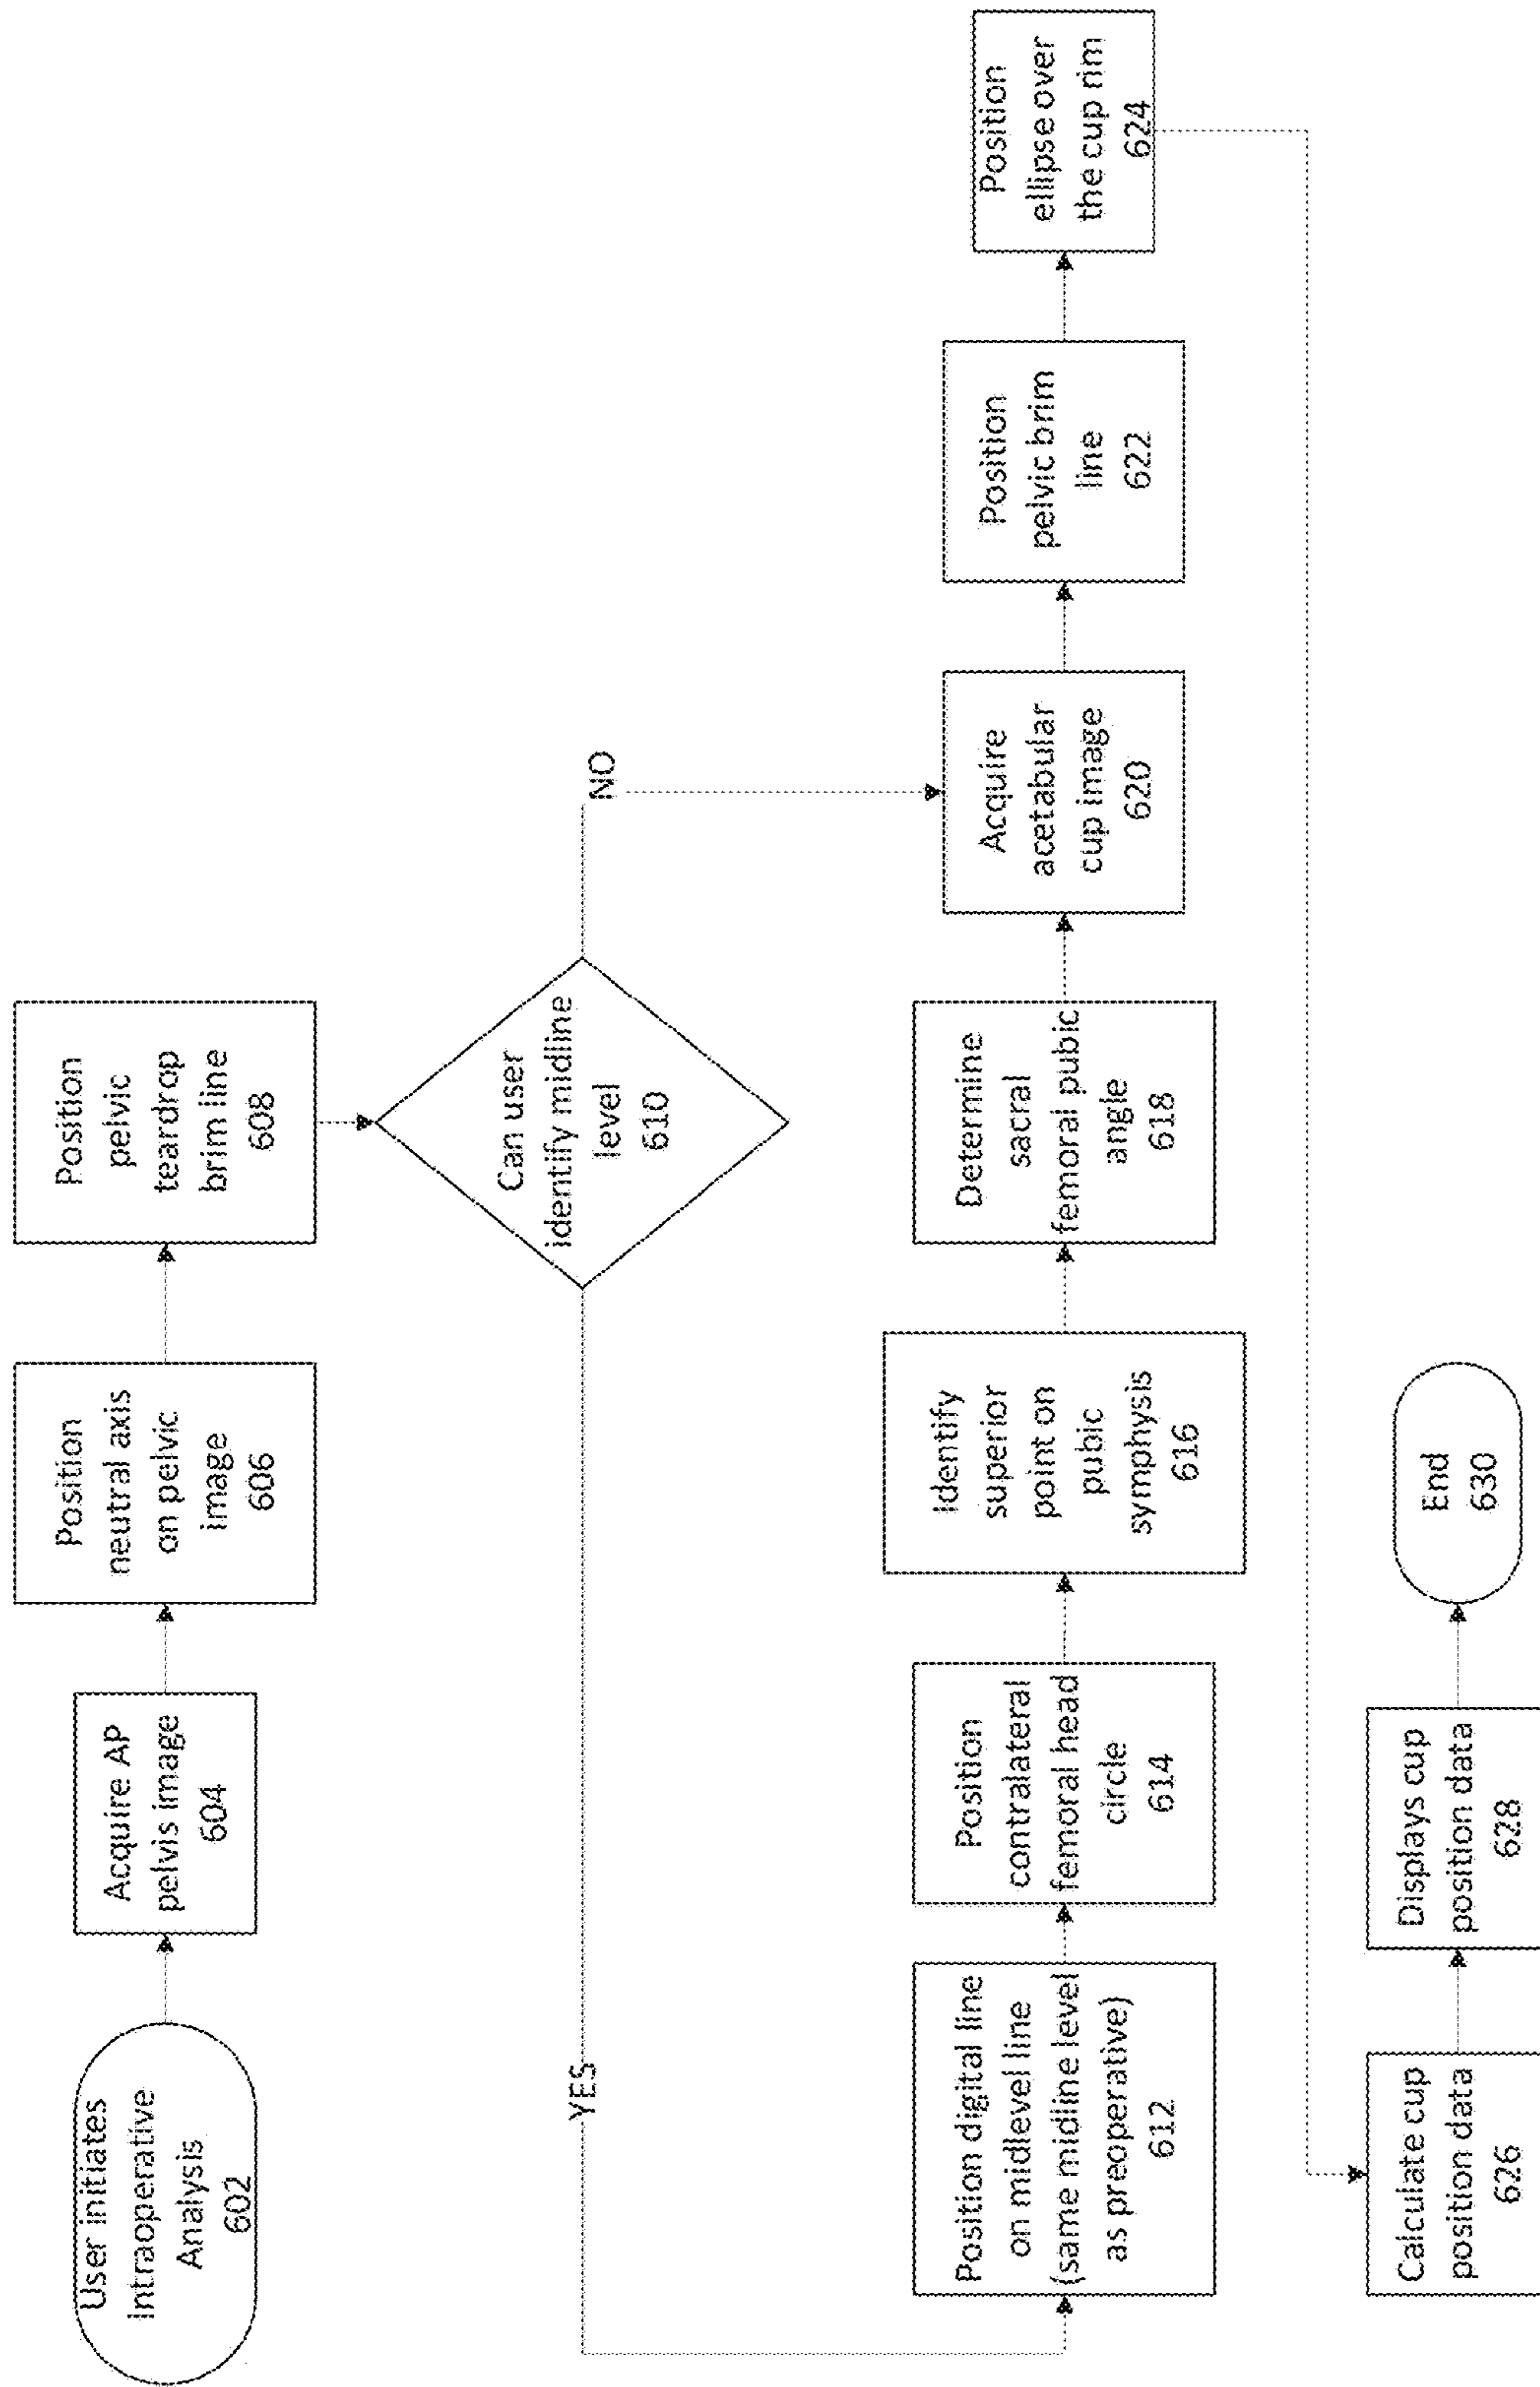 User initiates
Intraoperative
Analysis
602
Acquire AP
pelvis image
604
Position
neutral axis
on pelvic
image
606
Position
pelvic
teardrop
brim line
608
Can user
identify midline
level
610
YES
NO
Position digital line
on midlevel line
(same midline level
as preoperative)
612
Position
contralateral
femoral head
circle
614
Identify
superior
point on
pubic
symphysis
616
Determine
sacral
femoral pubic
angle
618
Acquire
acetabular
cup image
620
Position
pelvic brim
line
622
Position
ellipse over
the cup rim
624
Calculate cup
position data
626
Displays cup
position data
628
End
630